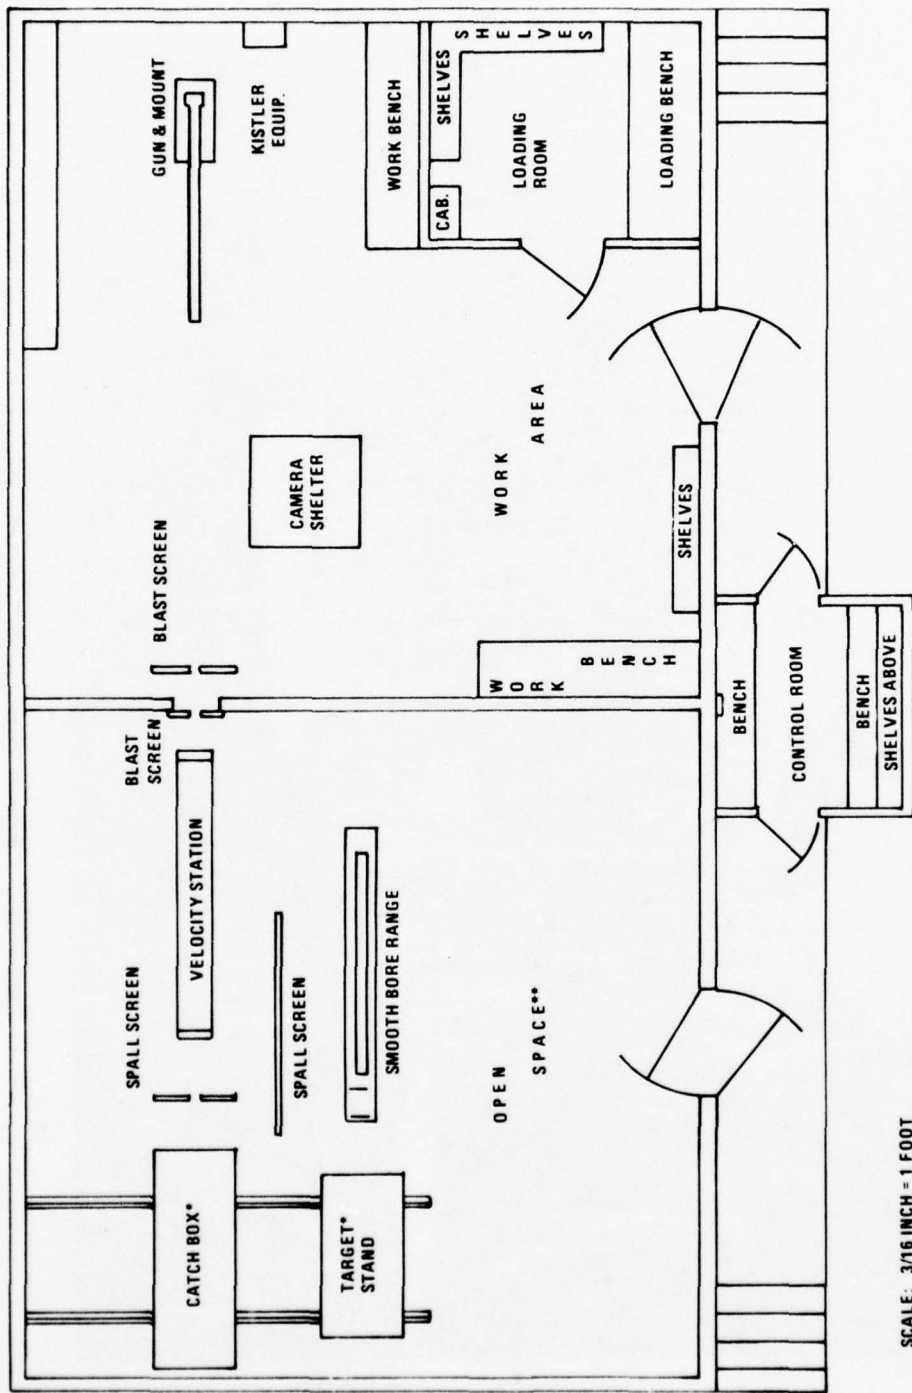 GUN & MOUNT
KISTLER
EQUIP.
WORK BENCH
SHELVES
SHELVES
CAB.
LOADING
ROOM
LOADING BENCH
BLAST SCREEN
CAMERA
SHELTER
WORK
AREA
SHELVES
WORK BENCH
BLAST
SCREEN
VELOCITY STATION
SPALL SCREEN
SPALL SCREEN
SMOOTH BORE RANGE
OPEN
SPACE**
CATCH BOX*
TARGET*
STAND
BENCH
CONTROL ROOM
BENCH
SHELVES ABOVE
SCALE: 3/16 INCH = 1 FOOT